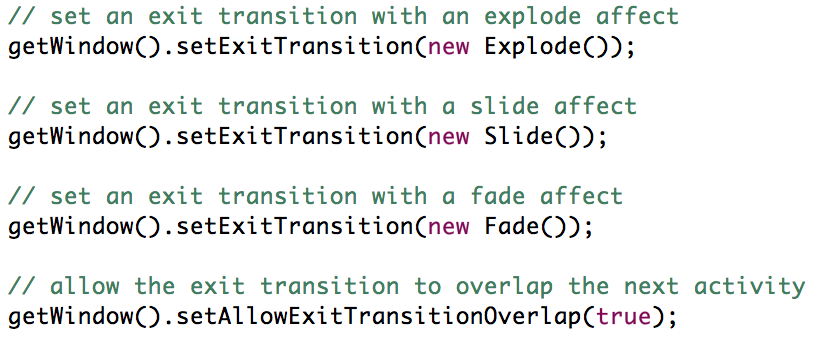 // set an exit transition with an explode affect
getWindow().setExitTransition(new Explode());
// set an exit transition with a slide affect
getWindow().setExitTransition(new Slide());
// set an exit transition with a fade affect
getWindow().setExitTransition(new Fade());
// allow the exit transition to overlap the next activity
getWindow().setAllowExitTransitionOverlap(true);